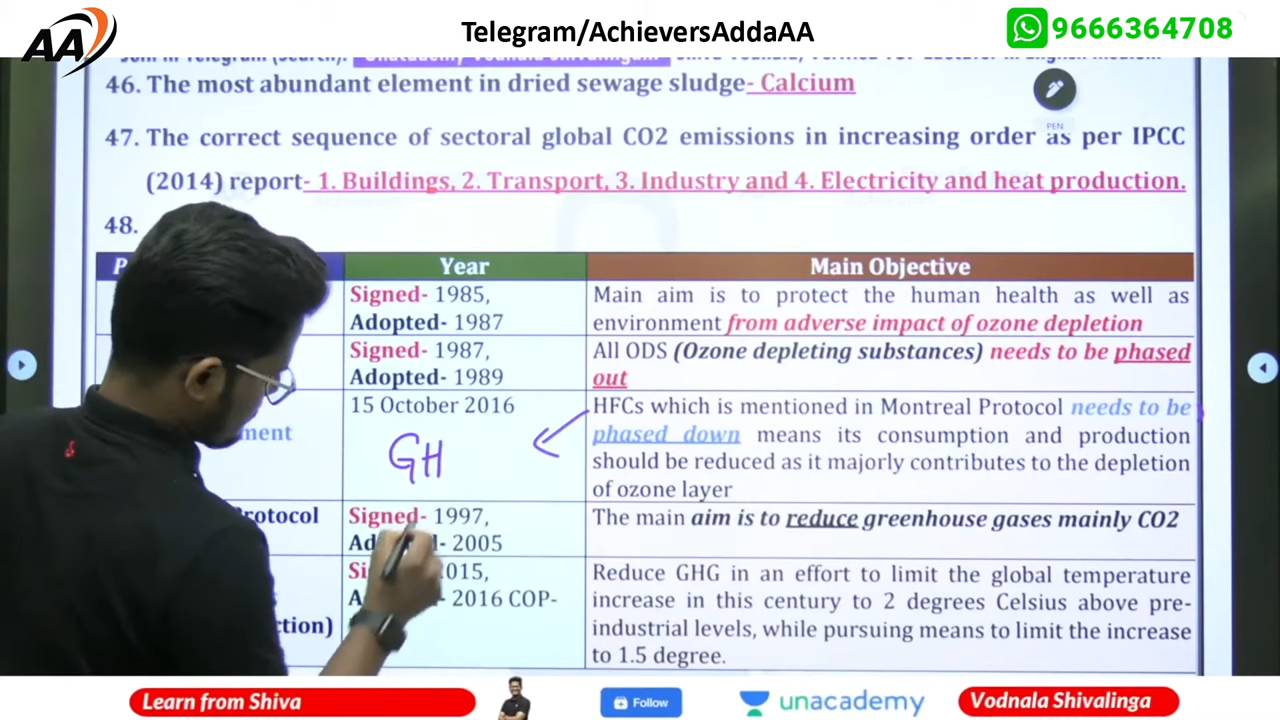 AA
Telegram/AchieversAddaAA
9666364708
46. The most abundant element in dried sewage sludge- Calcium
PEN
47. The correct sequence of sectoral global CO2 emissions in increasing order as per IPCC
(2014) report- 1. Buildings, 2. Transport, 3. Industry and 4. Electricity and heat production.
48.
P Year Main Objective
Signed- 1985,
Adopted- 1987
Main aim is to protect the human health as well as
environment from adverse impact of ozone depletion
Signed- 1987,
Adopted- 1989
All ODS (Ozone depleting substances) needs to be phased
out
ment
15 October 2016
GH
HFCs which is mentioned in Montreal Protocol needs to be
phased down means its consumption and production
should be reduced as it majorly contributes to the depletion
of ozone layer
rotocol
Signed- 1997,
2005
The main aim is to reduce greenhouse gases mainly CO2
ction)
015,
2016 COP-
Reduce GHG in an effort to limit the global temperature
increase in this century to 2 degrees Celsius above pre-
industrial levels, while pursuing means to limit the increase
to 1.5 degree.
Learn from Shiva
Follow
unacademy
Vodnala Shivalinga